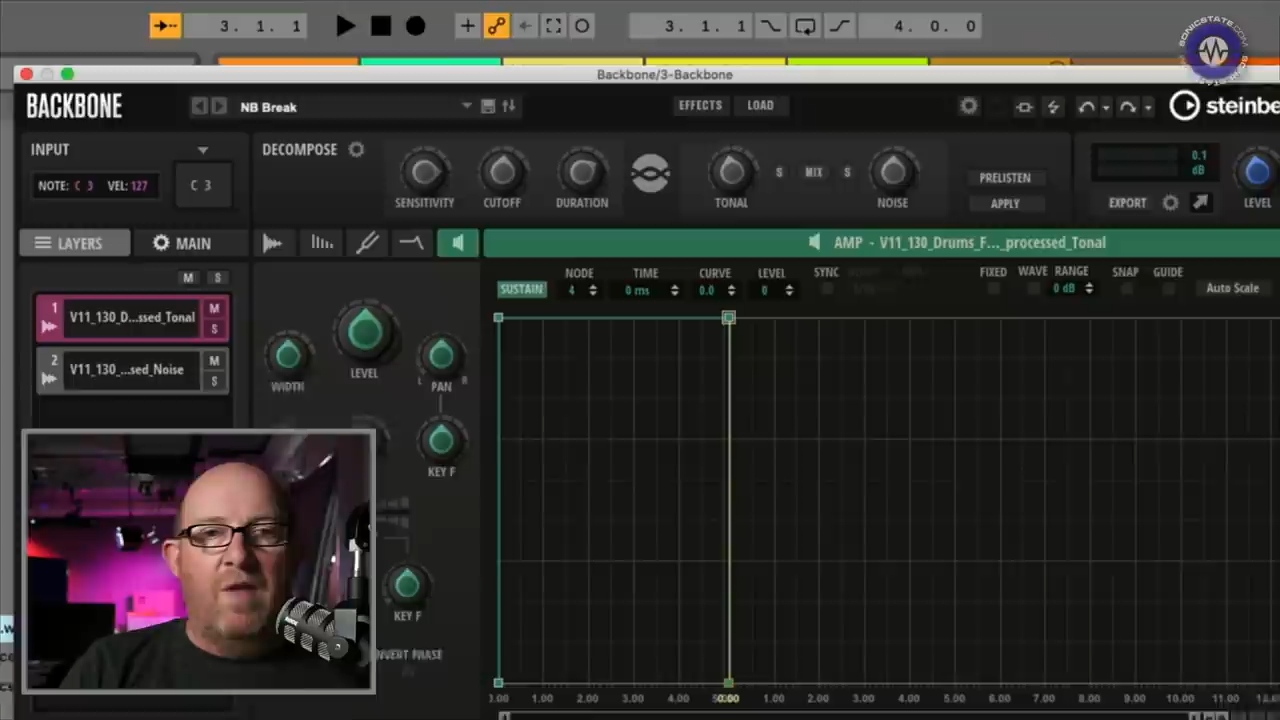 3. 1. 1
3. 1. 1
4. 0. 0
SONICSTATE.COM
Backbone/3-Backbone
BACKBONE
NB Break
EFFECTS
LOAD
steinbe
INPUT
DECOMPOSE
NOTE: C 3 VEL: 127
C 3
SENSITIVITY
CUTOFF
DURATION
TONAL
S
MIX
S
NOISE
PRELISTEN
APPLY
0.1
dB
EXPORT
LEVEL
LAYERS
MAIN
AMP - V11_130_Drums_F..._processed_Tonal
M S
SUSTAIN
NODE
4
TIME
0 ms
CURVE
0.0
LEVEL
0
SYNC
FIXED
WAVE
RANGE
0 dB
SNAP
GUIDE
Auto Scale
1
V11_130_D...ssed_Tonal
M
S
2
V11_130_...sed_Noise
M
S
WIDTH
LEVEL
L PAN R
KEY F
KEY F
NVERT PHASE
.w
1.00 2.00 3.00 4.00 1.00 2.00 3.00 4.00 5.00 6.00 7.00 8.00 9.00 10.00 11.00